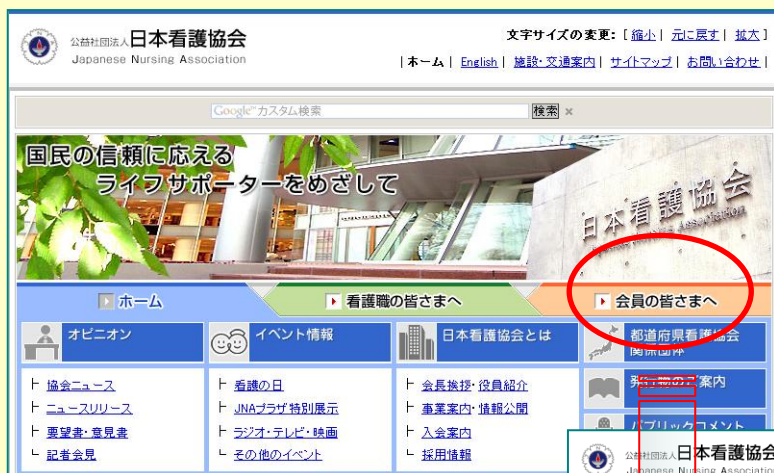 公益社団法人日本看護協会
Japanese Nursing Association
文字サイズの変更:[ 縮小 | 元に戻す | 拡大 ]
| ホーム | English | 施設・交通案内 | サイトマップ | お問い合わせ |
Google™カスタム検索
検索 ×
国民の信頼に応える
ライフサポーターをめざして
日本看護協会
Japanese Nursing Association
ホーム
看護職の皆さまへ
会員の皆さまへ
オピニオン
イベント情報
日本看護協会とは
都道府県看護協会
関係団体
├ 協会ニュース
├ ニュースリリース
├ 要望書・意見書
└ 記者会見
├ 看護の日
├ JNAプラザ特別展示
├ ラジオ・テレビ・映画
└ その他のイベント
├ 会長挨拶・役員紹介
├ 事業案内・情報公開
├ 入会案内
└ 採用情報
発行物のご案内
パブリックコメント
公益社団法人日本看護協会
Japanese Nursing Association